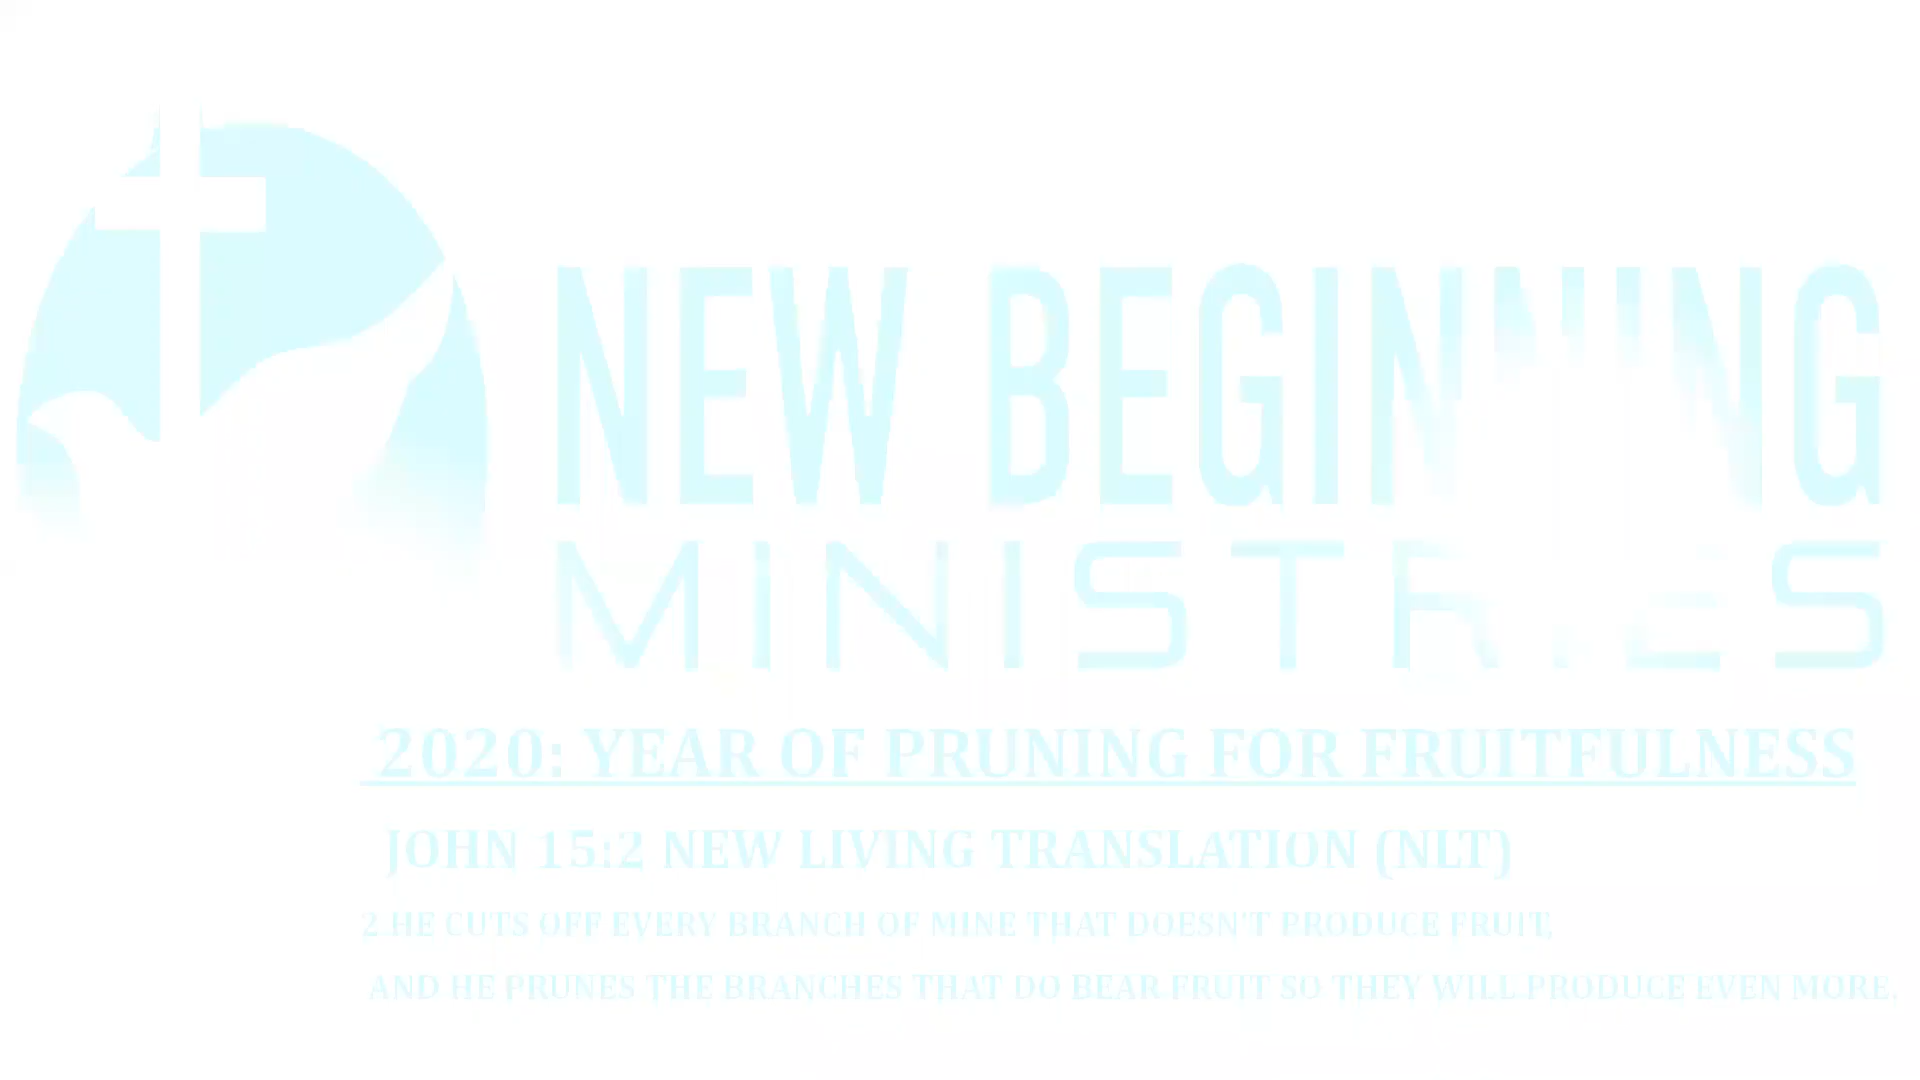 NEW BEGINNING
MINISTRIES
2020: YEAR OF PRUNING FOR FRUITFULNESS
JOHN 15:2 NEW LIVING TRANSLATION (NLT)
2 HE CUTS OFF EVERY BRANCH OF MINE THAT DOESN'T PRODUCE FRUIT,
AND HE PRUNES THE BRANCHES THAT DO BEAR FRUIT SO THEY WILL PRODUCE EVEN MORE.